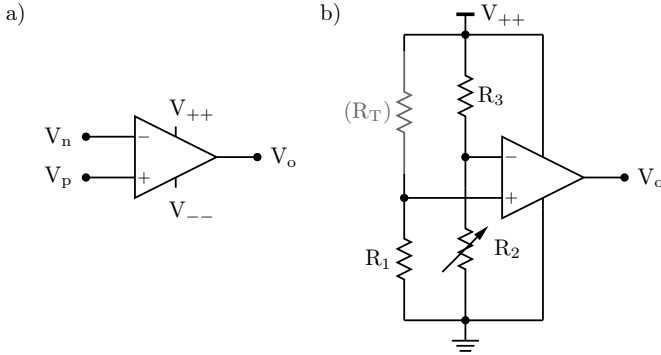 a)
V++
Vn
−
Vp
+
Vo
V−−
b)
V++
(RT)
R3
−
+
Vo
R1
R2